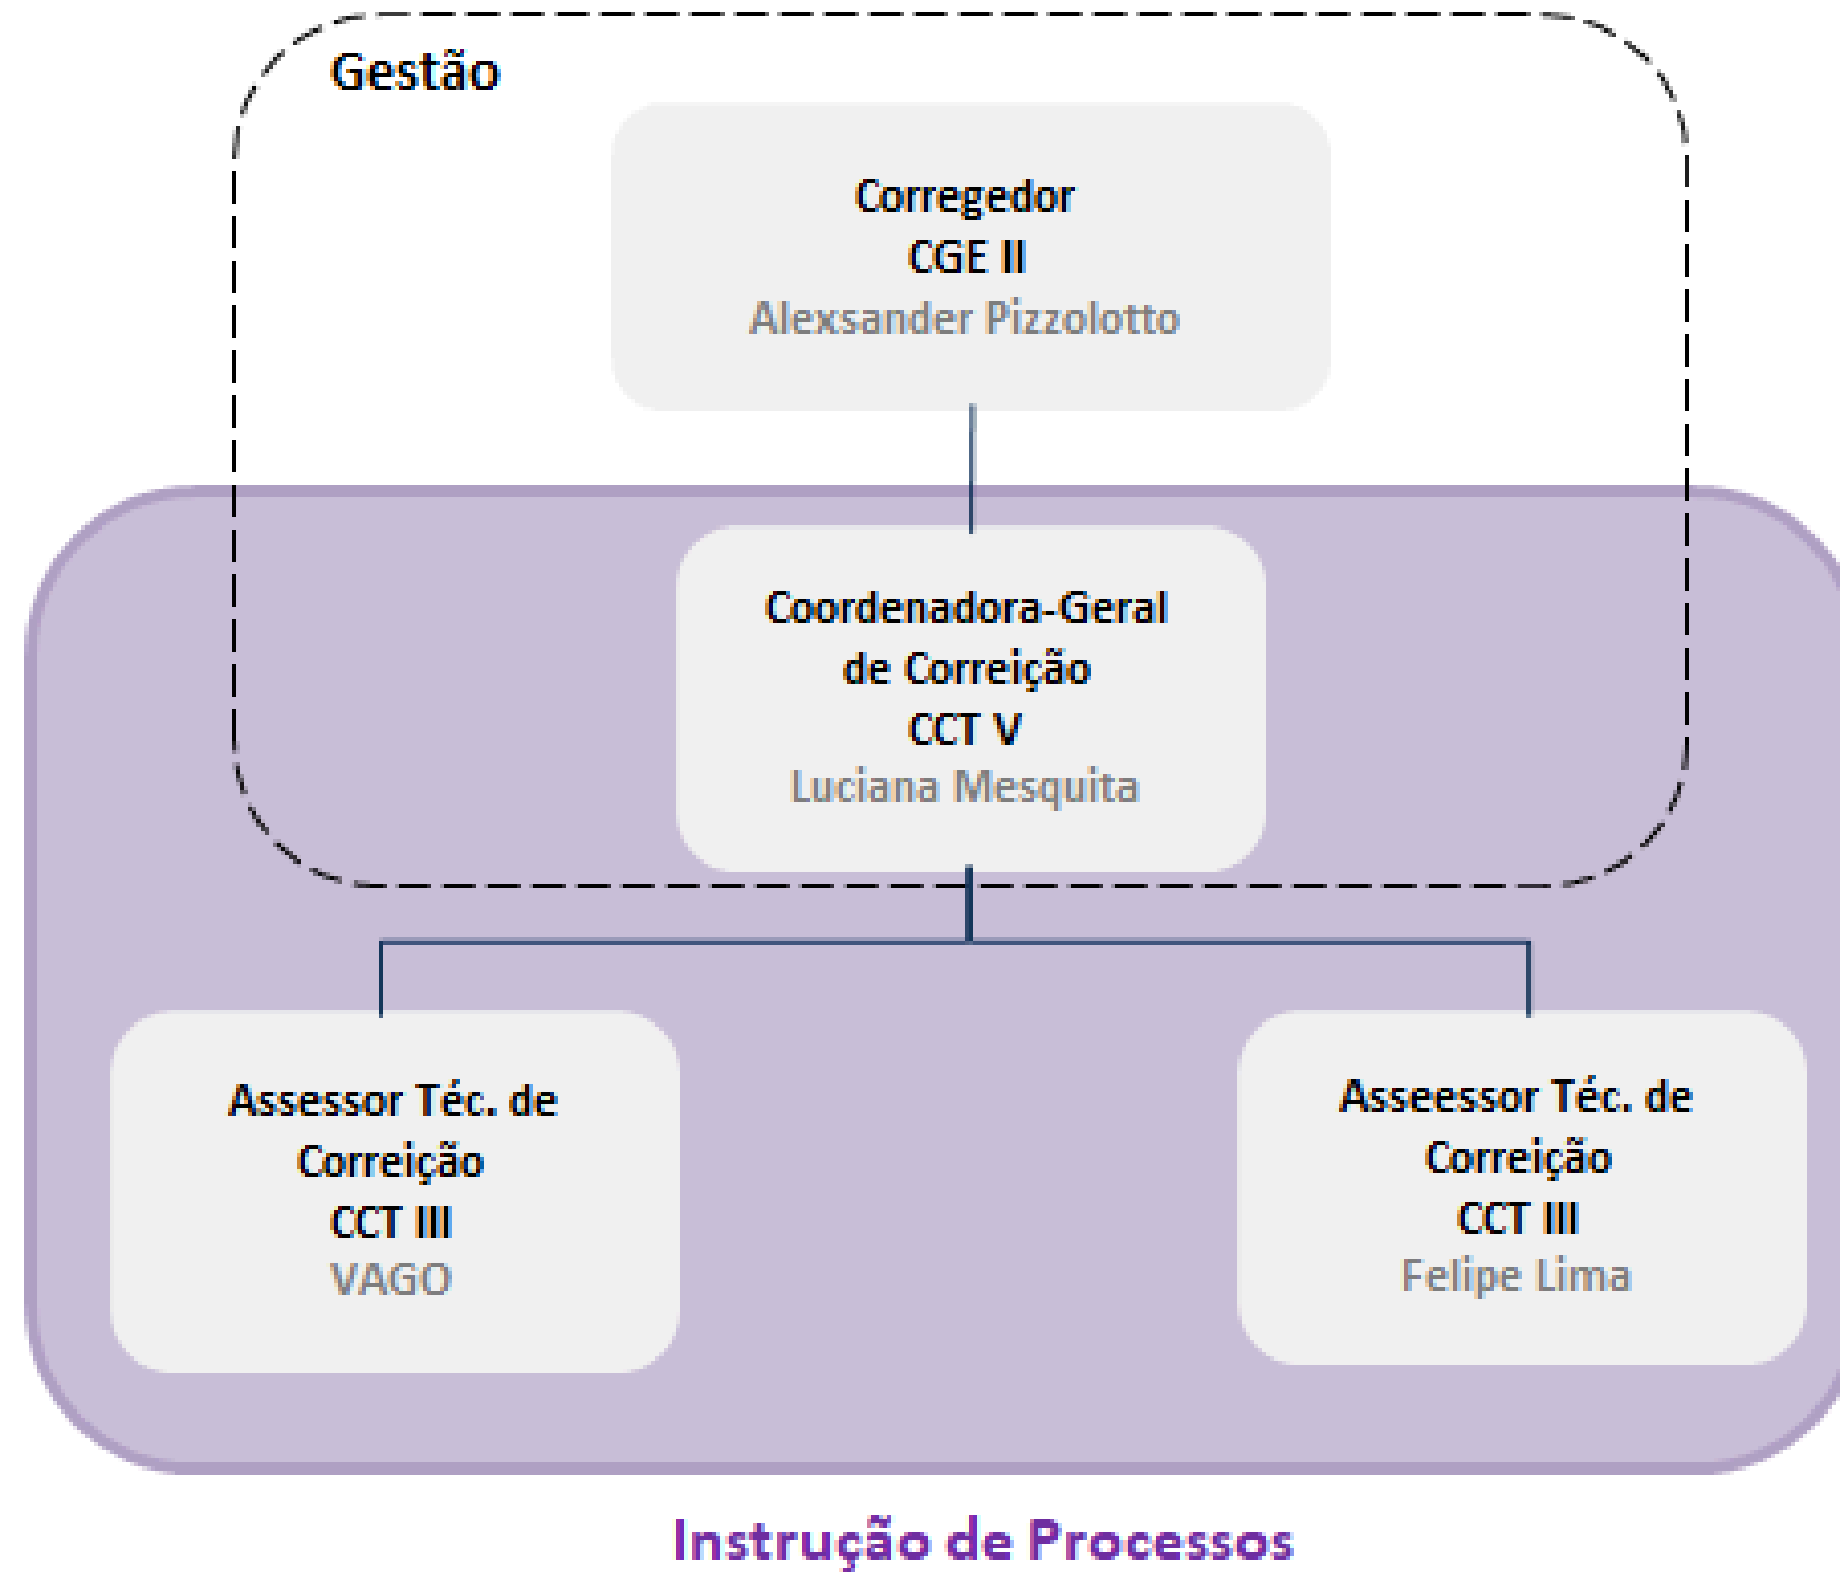 Gestão
Corregedor
CGE II
Alexsander Pizzolotto
Coordenadora-Geral
de Correição
CCT V
Luciana Mesquita
Assessor Téc. de
Correição
CCT III
VAGO
Asseessor Téc. de
Correição
CCT III
Felipe Lima
Instrução de Processos